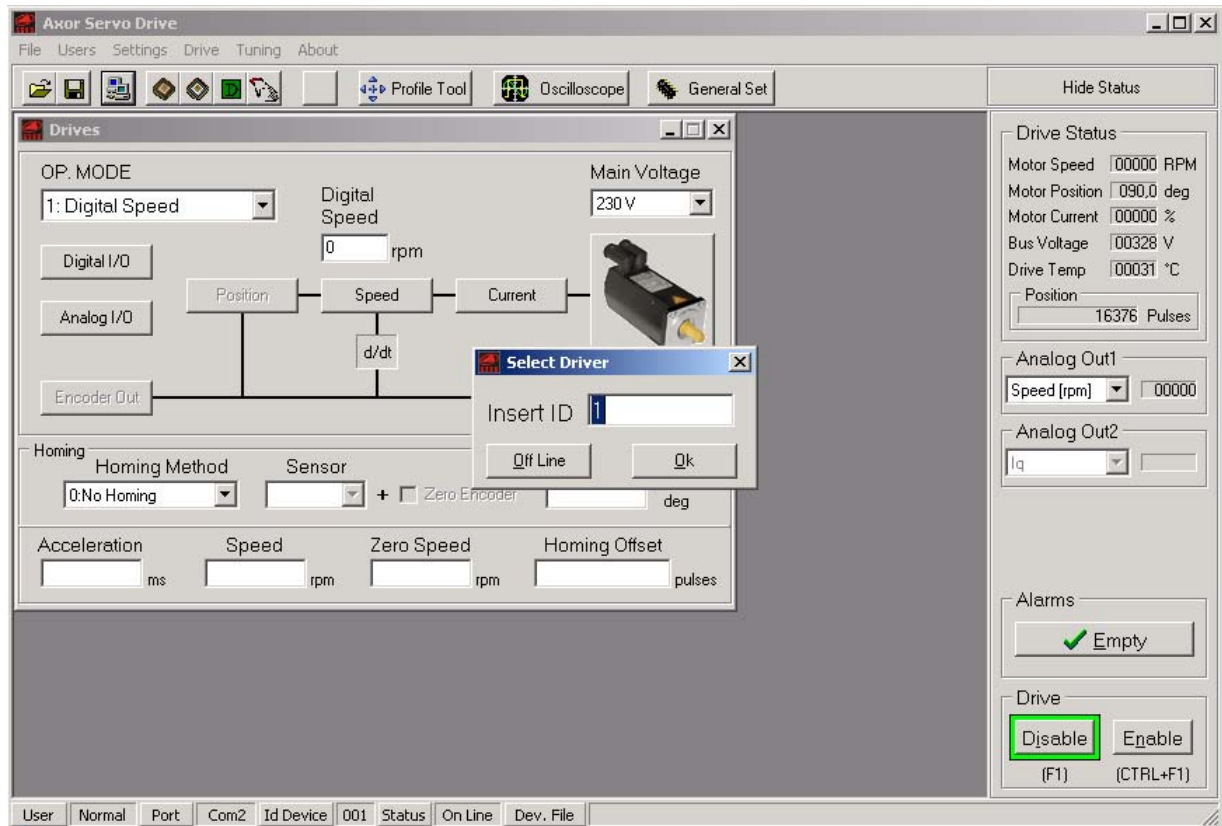 Axor Servo Drive
File Users Settings Drive Tuning About
Profile Tool Oscilloscope General Set Hide Status
Drives
OP. MODE
1: Digital Speed
Digital Speed
0 rpm
Main Voltage
230 V
Digital I/O
Analog I/O
Encoder Out
Position
Speed
Current
d/dt
Select Driver
Insert ID 1
Off Line
Ok
Homing
Homing Method
0:No Homing
Sensor
+ Zero Encoder
deg
Acceleration
ms
Speed
rpm
Zero Speed
rpm
Homing Offset
pulses
Drive Status
Motor Speed 00000 RPM
Motor Position 090,0 deg
Motor Current 00000 %
Bus Voltage 00328 V
Drive Temp 00031 °C
Position
16376 Pulses
Analog Out1
Speed [rpm] 00000
Analog Out2
Iq
Alarms
Empty
Drive
Disable Enable
(F1) (CTRL+F1)
User Normal Port Com2 Id Device 001 Status On Line Dev. File